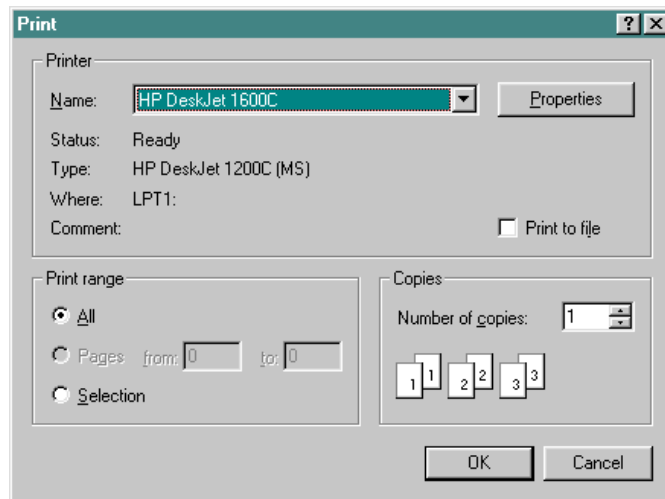 Print
Printer
Name: HP DeskJet 1600C Properties
Status: Ready
Type: HP DeskJet 1200C (MS)
Where: LPT1:
Comment: Print to file
Print range
All
Pages from: 0 to: 0
Selection
Copies
Number of copies: 1
1 1 2 2 3 3
OK Cancel